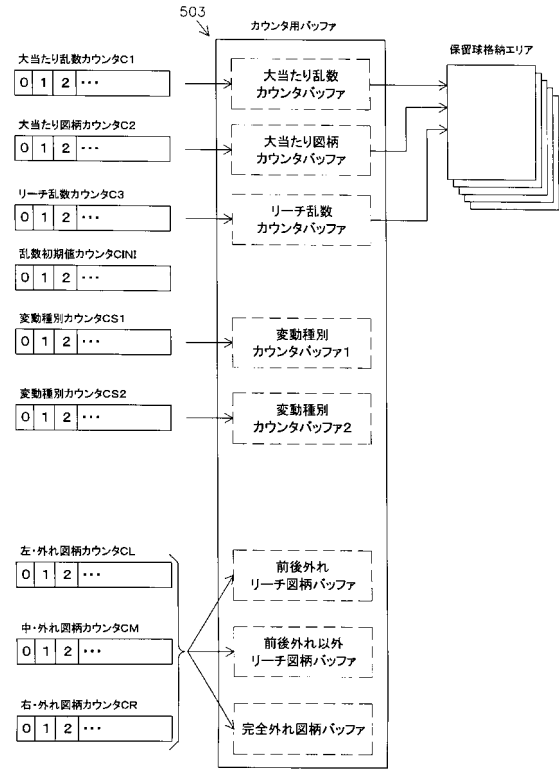 503
カウンタ用バッファ
保留球格納エリア
大当たり乱数カウンタC1
0 1 2 ・・・
大当たり乱数
カウンタバッファ
大当たり図柄カウンタC2
0 1 2 ・・・
大当たり図柄
カウンタバッファ
リーチ乱数カウンタC3
0 1 2 ・・・
リーチ乱数
カウンタバッファ
乱数初期値カウンタCINI
0 1 2 ・・・
変動種別カウンタCS1
0 1 2 ・・・
変動種別
カウンタバッファ1
変動種別カウンタCS2
0 1 2 ・・・
変動種別
カウンタバッファ2
左・外れ図柄カウンタCL
0 1 2 ・・・
前後外れ
リーチ図柄バッファ
中・外れ図柄カウンタCM
0 1 2 ・・・
前後外れ以外
リーチ図柄バッファ
右・外れ図柄カウンタCR
0 1 2 ・・・
完全外れ図柄バッファ